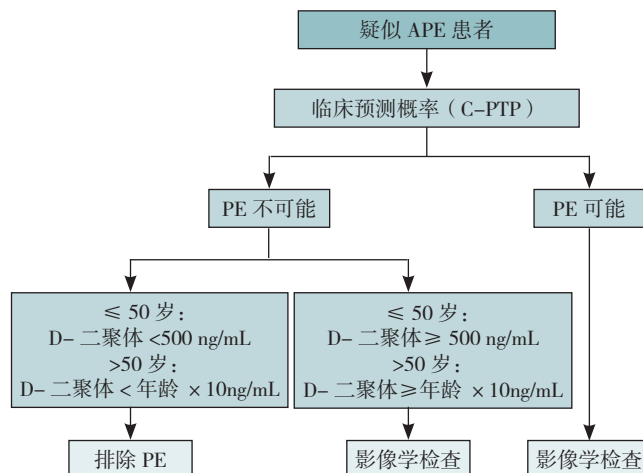 疑似 APE 患者
临床预测概率（C-PTP）
PE 不可能
PE 可能
≤ 50 岁：
D- 二聚体 <500 ng/mL
>50 岁：
D- 二聚体 < 年龄 ×10ng/mL
≤ 50 岁：
D- 二聚体≥ 500 ng/mL
>50 岁：
D- 二聚体≥年龄 ×10ng/mL
排除 PE
影像学检查
影像学检查